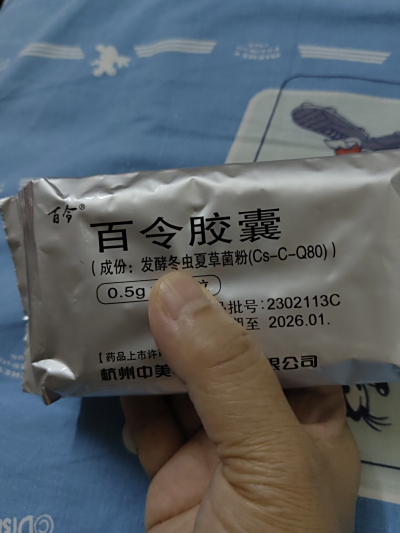 百令®
百令胶囊
(成份：发酵冬虫夏草菌粉(Cs-C-Q80))
0.5g
批号：2302113C
至 2026.01.
【药品上市许
杭州中美 限公司
©Dis